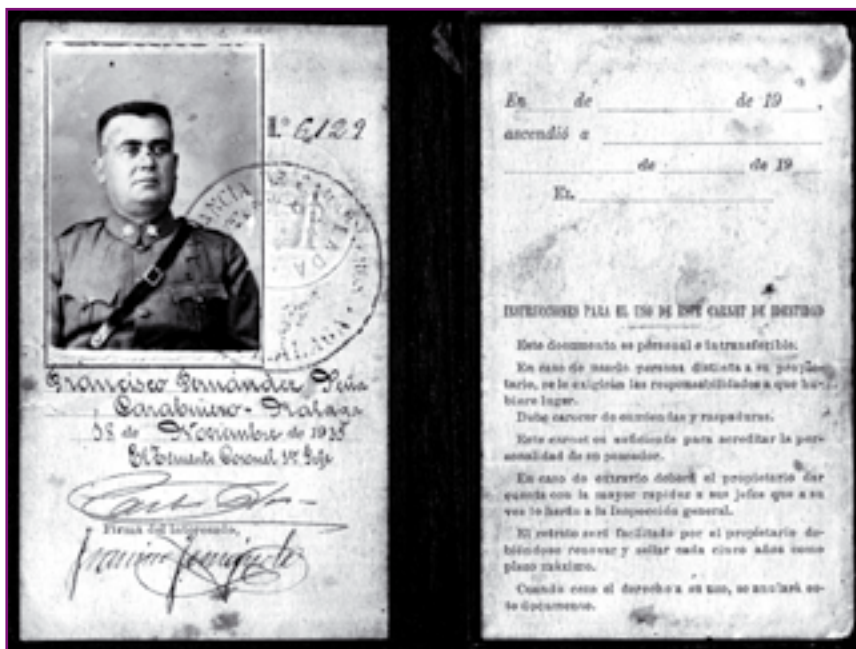 N.º 6129
Francisco Fernández Peña
Carabinero - Málaga
de Noviembre de 1935
El Teniente Coronel 1er Jefe
Firma del interesado,
En de de 19 ,
ascendió a
de de 19
EL
INSTRUCCIONES PARA EL USO DE ESTE CARNET DE IDENTIDAD
Este documento es personal e intransferible.
En caso de usarlo persona distinta a su propie-
tario, se le exigirán las responsabilidades a que hu-
biere lugar.
Debe carecer de enmiendas y raspaduras.
Este carnet es suficiente para acreditar la per-
sonalidad de su poseedor.
En caso de extravío deberá el propietario dar
cuenta con la mayor rapidez a sus jefes que a su
vez lo harán a la Inspección general.
El retrato será facilitado por el propietario de-
biéndose renovar y sellar cada cinco años como
plazo máximo.
Cuando cese el derecho a su uso, se anulará es-
te documento.